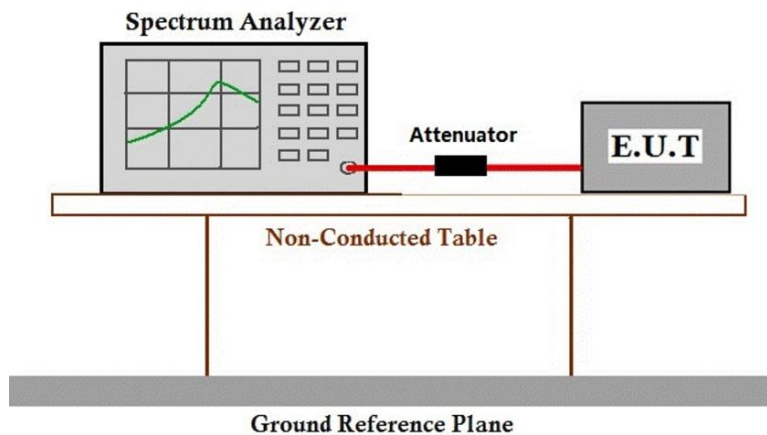 Spectrum Analyzer
Attenuator
E.U.T
Non-Conducted Table
Ground Reference Plane